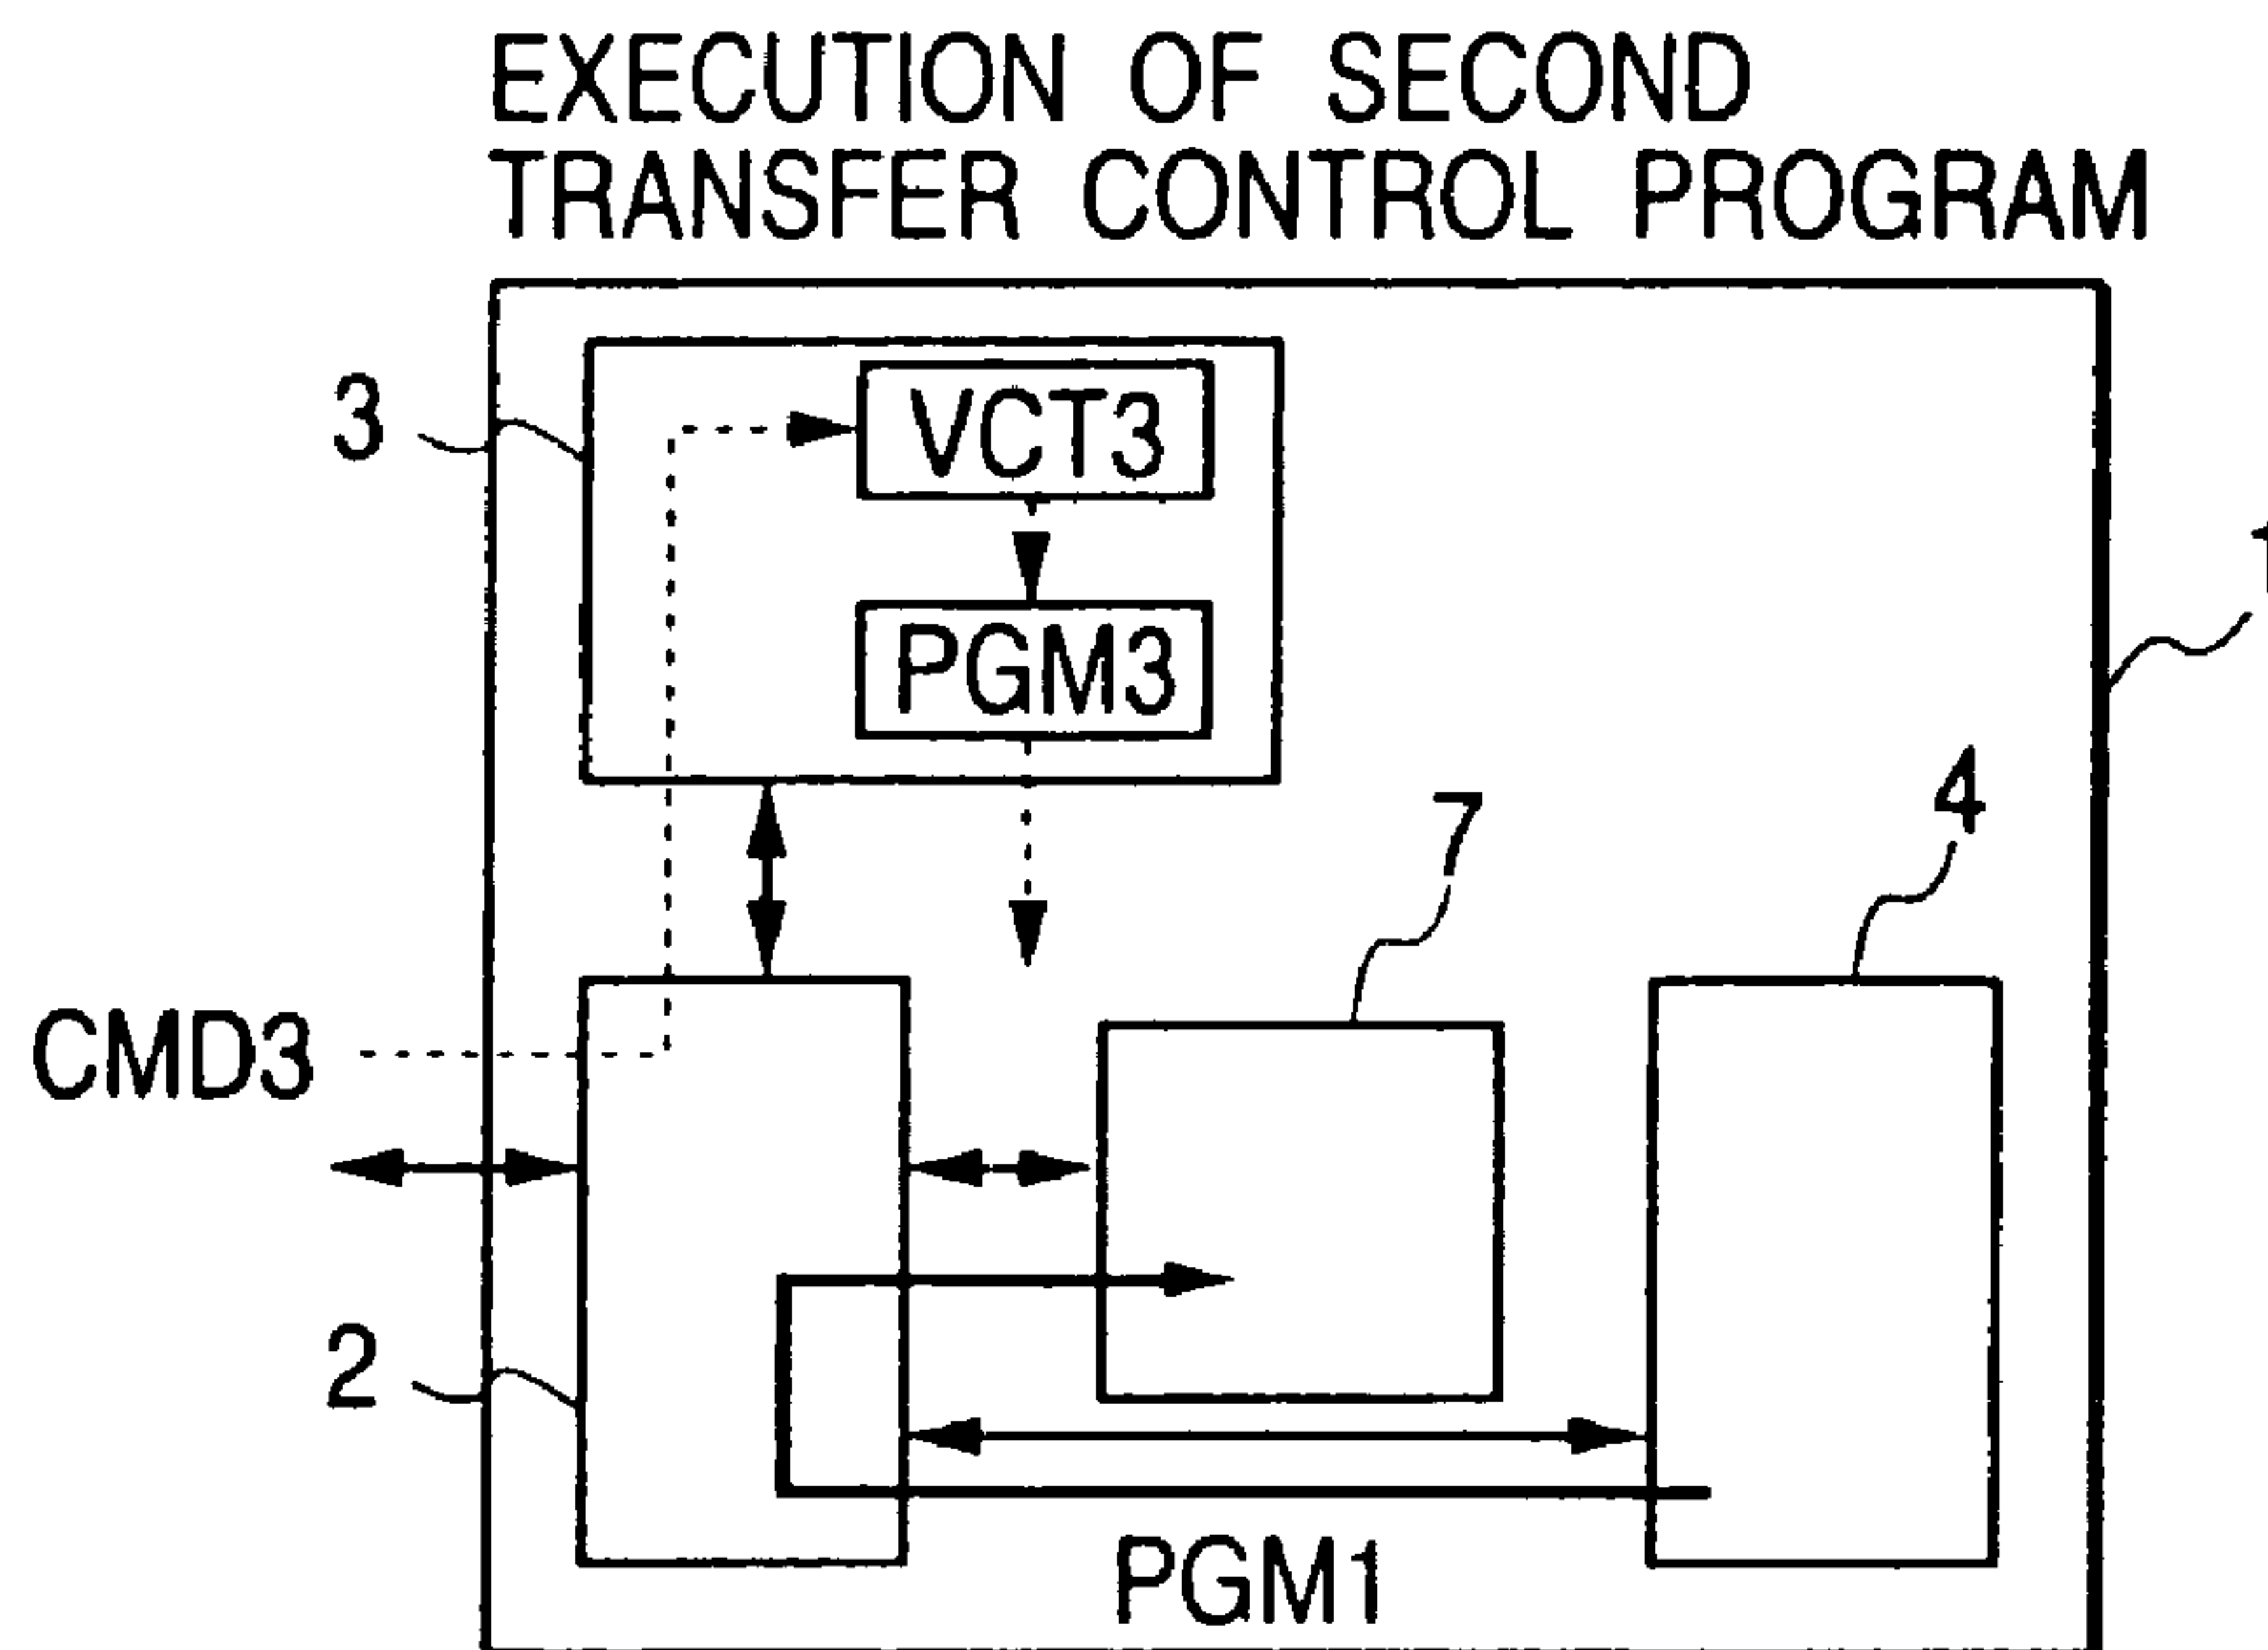 EXECUTION OF SECOND
TRANSFER CONTROL PROGRAM
3
VCT3
PGM3
7
4
CMD3
2
PGM1